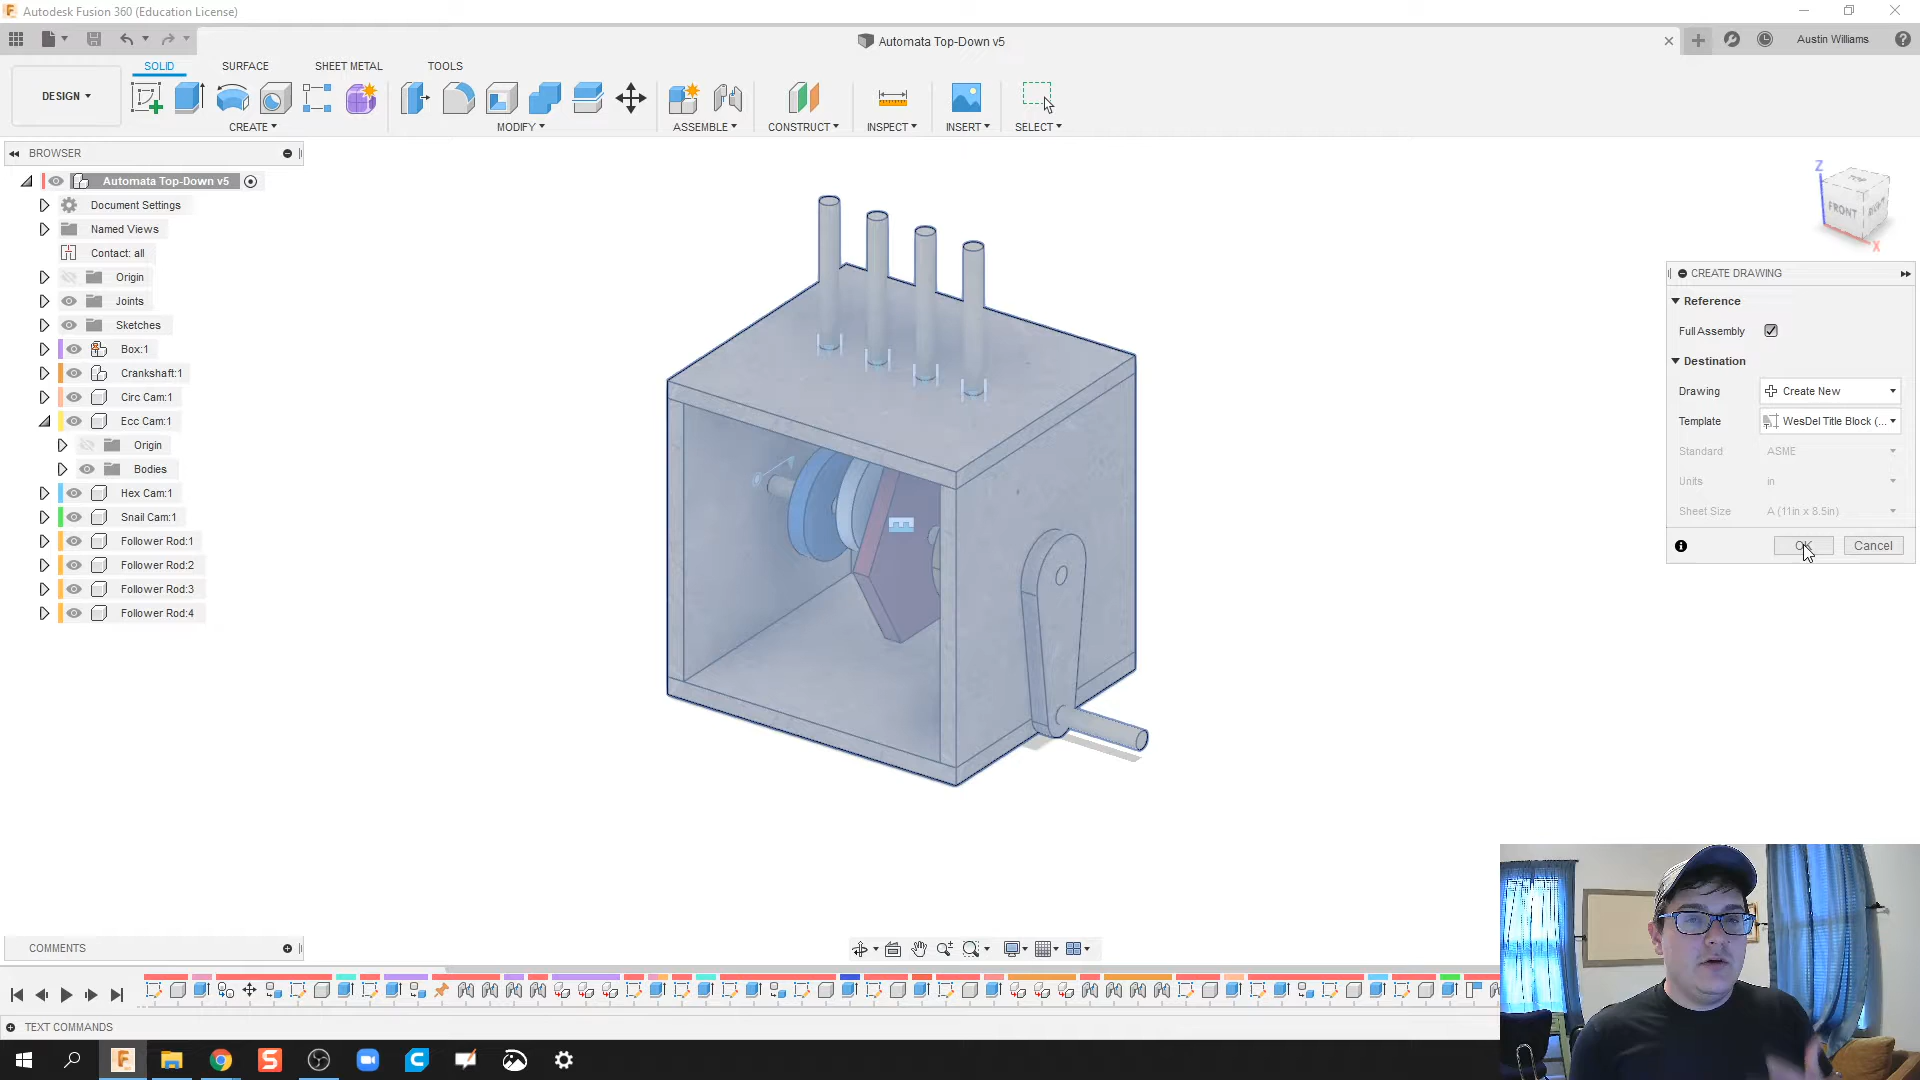 Autodesk Fusion 360 (Education License)
Automata Top-Down v5
Austin Williams
SOLID
SURFACE
SHEET METAL
TOOLS
DESIGN
CREATE
MODIFY
ASSEMBLE
CONSTRUCT
INSPECT
INSERT
SELECT
BROWSER
Automata Top-Down v5
Document Settings
Named Views
Contact: all
Origin
Joints
Sketches
Box:1
Crankshaft:1
Circ Cam:1
Ecc Cam:1
Origin
Bodies
Hex Cam:1
Snail Cam:1
Follower Rod:1
Follower Rod:2
Follower Rod:3
Follower Rod:4
Z
TOP
FRONT
RIGHT
X
CREATE DRAWING
Reference
Full Assembly
Destination
Drawing
Create New
Template
WesDel Title Block (...
Standard
ASME
Units
in
Sheet Size
A (11in x 8.5in)
OK
Cancel
COMMENTS
TEXT COMMANDS